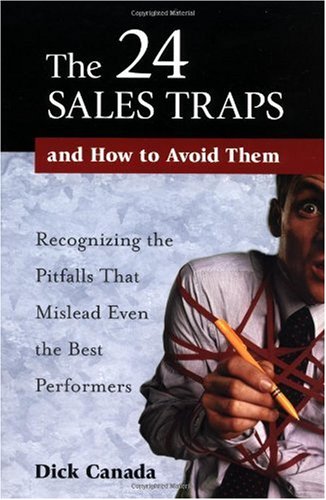 The 24
SALES TRAPS
and How to Avoid Them
Recognizing the
Pitfalls That
Mislead Even
the Best
Performers
Dick Canada